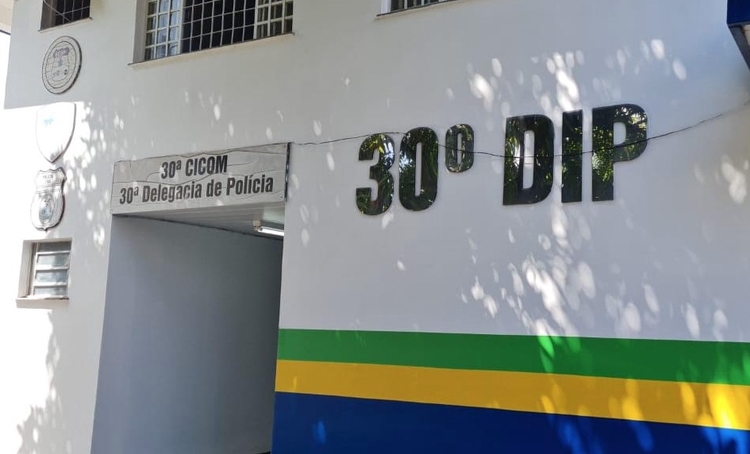 30ª CICOM
30ª Delegacia de Polícia
30º DIP